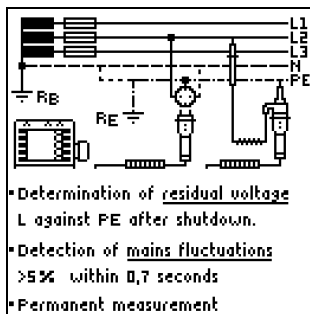 L1
L2
L3
N
PE
RB
RE
▪Determination of residual voltage
L against PE after shutdown.
▪Detection of mains fluctuations
>5% within 0,7 seconds
▪Permanent measurement